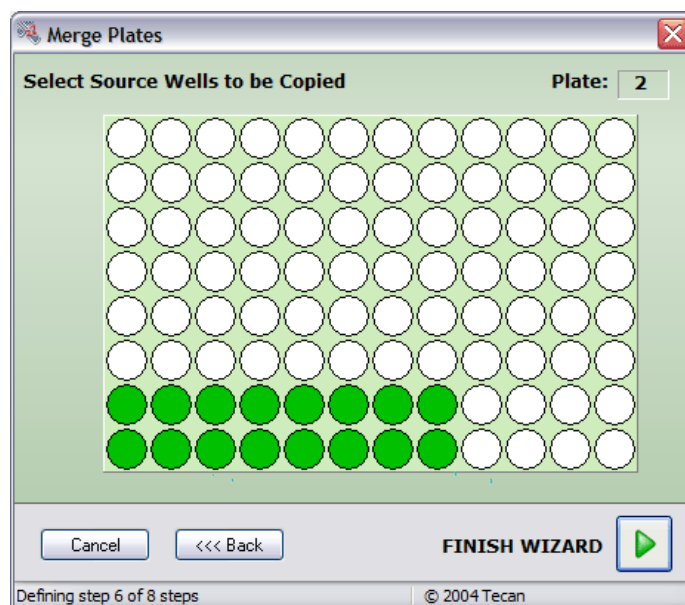 Merge Plates
Select Source Wells to be Copied Plate: 2
Cancel <<< Back FINISH WIZARD
Defining step 6 of 8 steps © 2004 Tecan